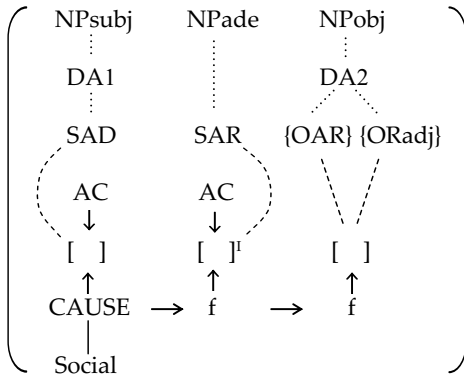 NPsubj NPade NPobj
DA1 DA2
SAD SAR {OAR} {ORadj}
AC AC
[ ] [ ]ᴵ [ ]
CAUSE → f → f
Social